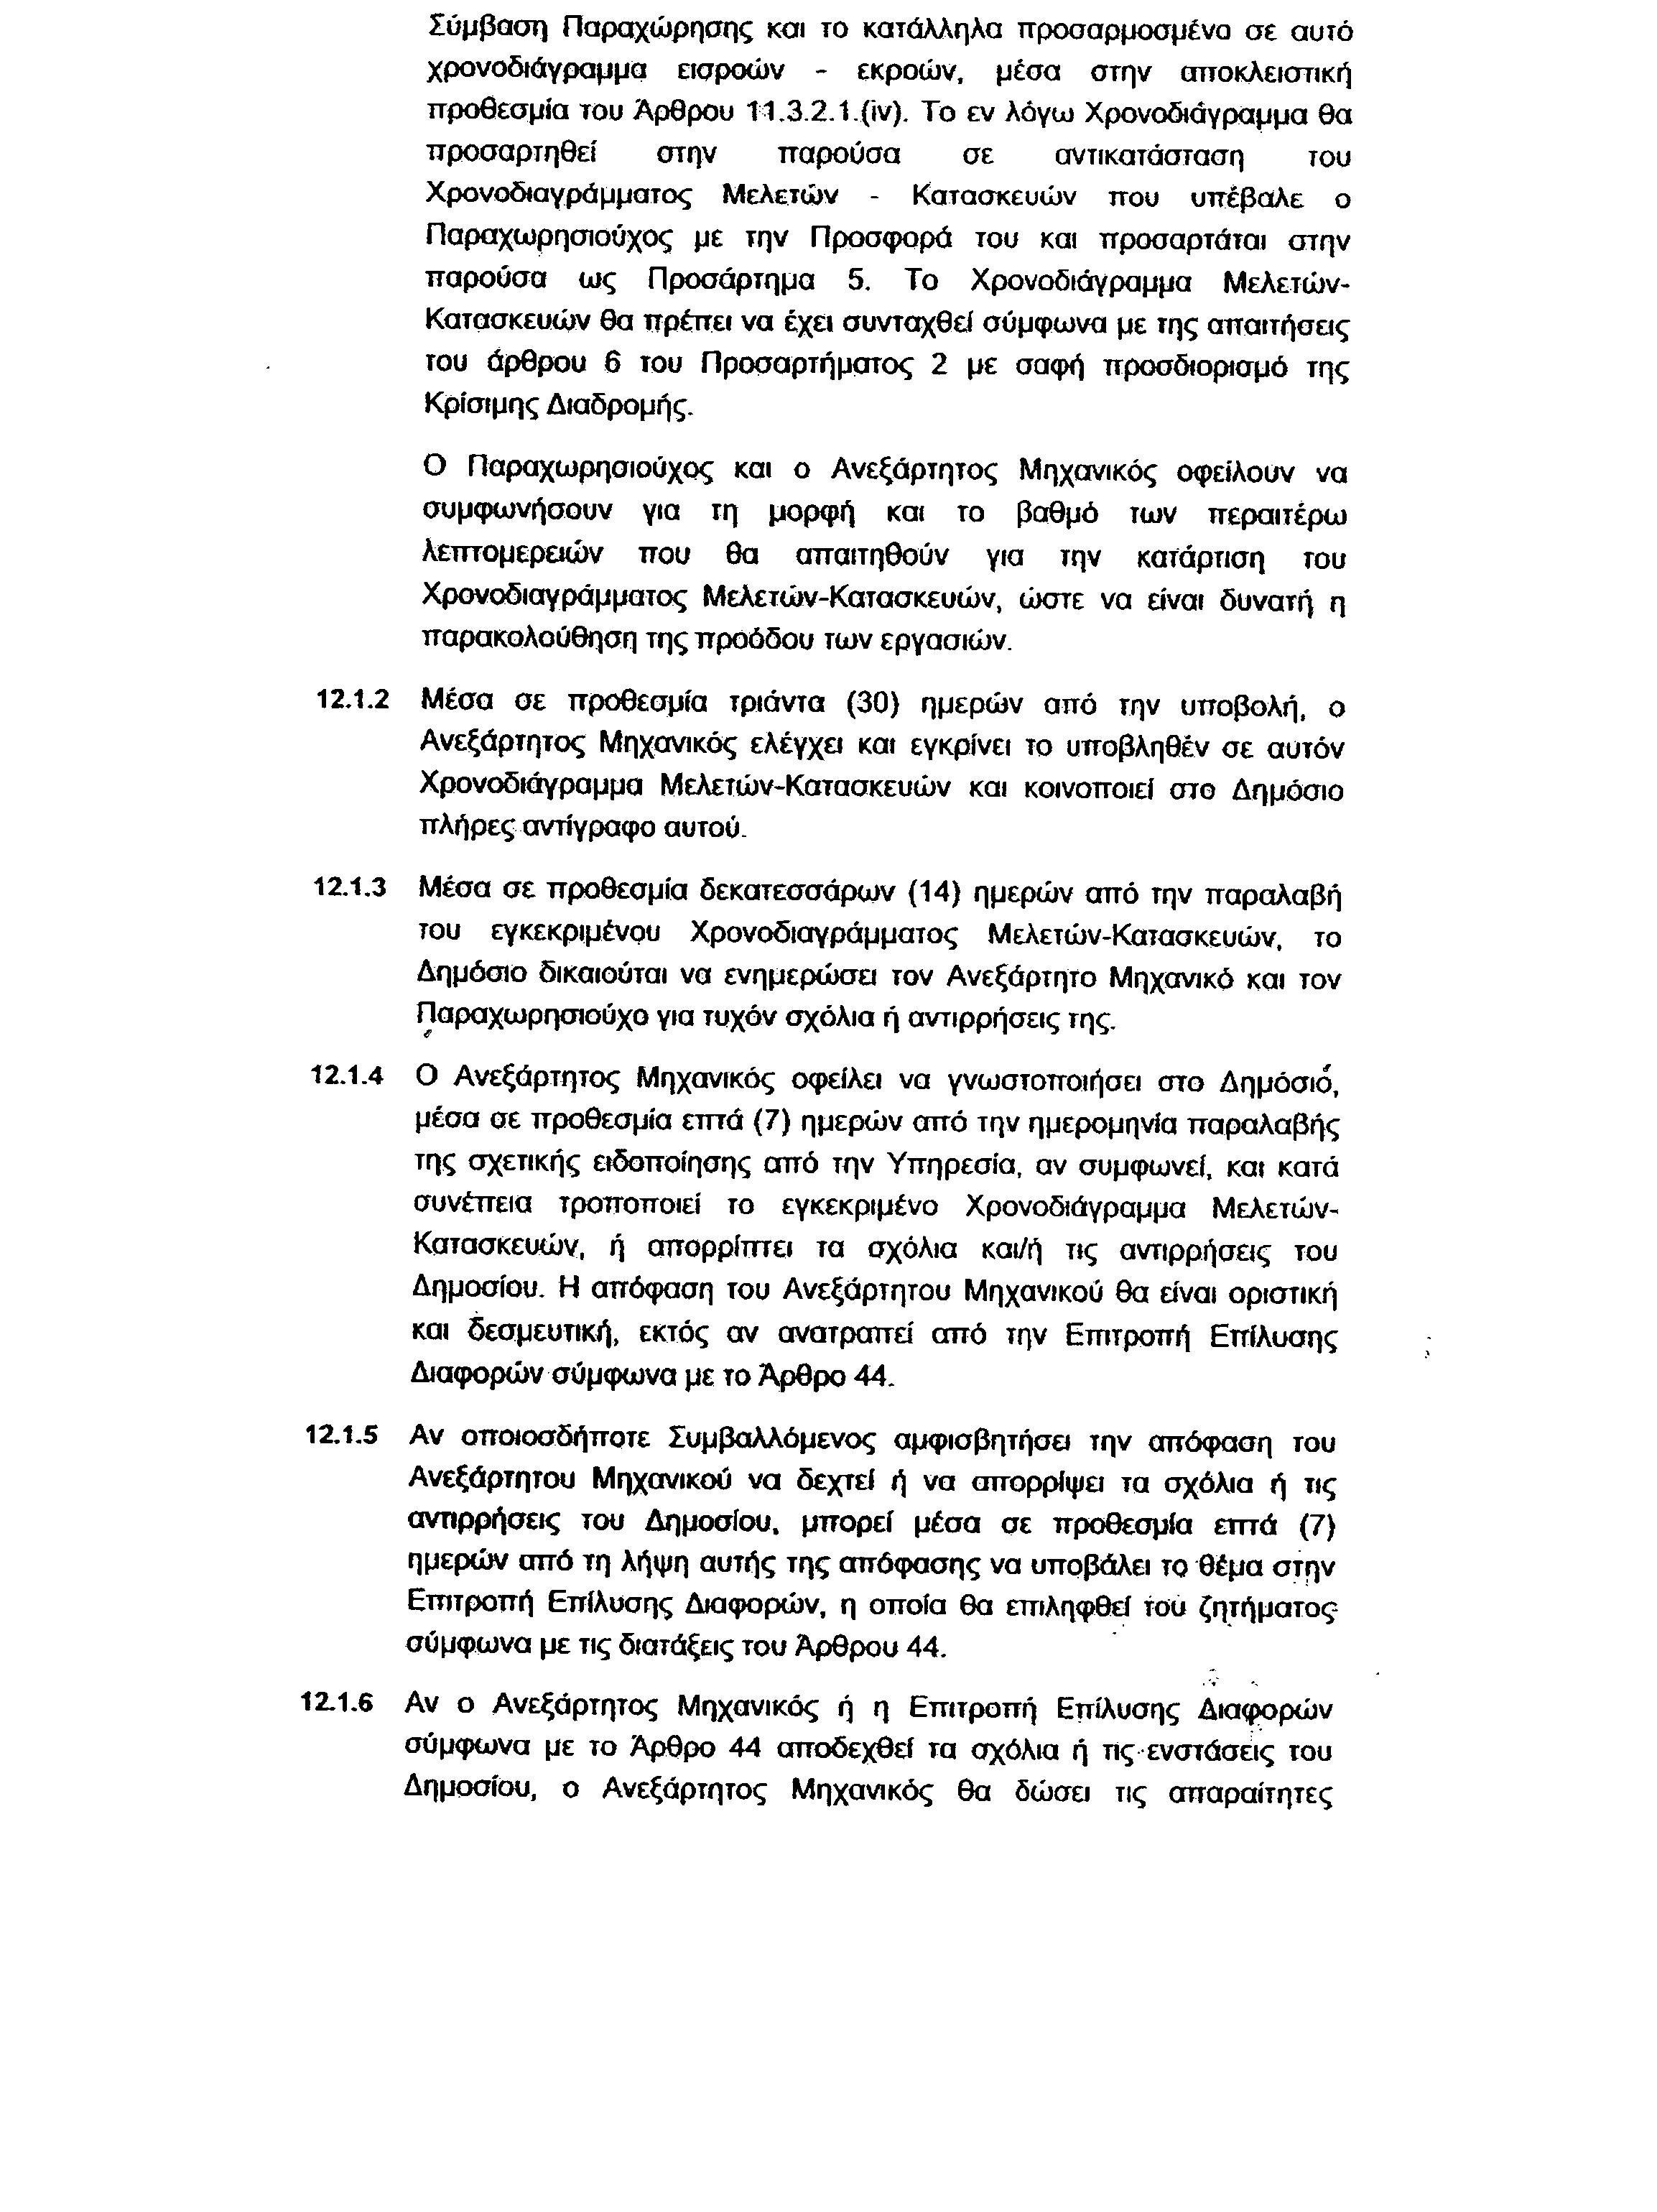 Σύμβαση Παραχώρησης και το κατάλληλα προσαρμοσμένο σε αυτό
χρονοδιάγραμμα εισροών - εκροών, μέσα στην αποκλειστική
προθεσμία του Άρθρου 11.3.2.1.(iv). Το εν λόγω Χρονοδιάγραμμα θα
προσαρτηθεί στην παρούσα σε αντικατάσταση του
Χρονοδιαγράμματος Μελετών - Κατασκευών που υπέβαλε ο
Παραχωρησιούχος με την Προσφορά του και προσαρτάται στην
παρούσα ως Προσάρτημα 5. Το Χρονοδιάγραμμα Μελετών-
Κατασκευών θα πρέπει να έχει συνταχθεί σύμφωνα με της απαιτήσεις
του άρθρου 6 του Προσαρτήματος 2 με σαφή προσδιορισμό της
Κρίσιμης Διαδρομής.
Ο Παραχωρησιούχος και ο Ανεξάρτητος Μηχανικός οφείλουν να
συμφωνήσουν για τη μορφή και το βαθμό των περαιτέρω
λεπτομερειών που θα απαιτηθούν για την κατάρτιση του
Χρονοδιαγράμματος Μελετών-Κατασκευών, ώστε να είναι δυνατή η
παρακολούθηση της προόδου των εργασιών.
12.1.2 Μέσα σε προθεσμία τριάντα (30) ημερών από την υποβολή, ο
Ανεξάρτητος Μηχανικός ελέγχει και εγκρίνει το υποβληθέν σε αυτόν
Χρονοδιάγραμμα Μελετών-Κατασκευών και κοινοποιεί στο Δημόσιο
πλήρες αντίγραφο αυτού.
12.1.3 Μέσα σε προθεσμία δεκατεσσάρων (14) ημερών από την παραλαβή
του εγκεκριμένου Χρονοδιαγράμματος Μελετών-Κατασκευών, το
Δημόσιο δικαιούται να ενημερώσει τον Ανεξάρτητο Μηχανικό και τον
Παραχωρησιούχο για τυχόν σχόλια ή αντιρρήσεις της.
12.1.4 Ο Ανεξάρτητος Μηχανικός οφείλει να γνωστοποιήσει στο Δημόσιο,
μέσα σε προθεσμία επτά (7) ημερών από την ημερομηνία παραλαβής
της σχετικής ειδοποίησης από την Υπηρεσία, αν συμφωνεί, και κατά
συνέπεια τροποποιεί το εγκεκριμένο Χρονοδιάγραμμα Μελετών-
Κατασκευών, ή απορρίπτει τα σχόλια και/ή τις αντιρρήσεις του
Δημοσίου. Η απόφαση του Ανεξάρτητου Μηχανικού θα είναι οριστική
και δεσμευτική, εκτός αν ανατραπεί από την Επιτροπή Επίλυσης
Διαφορών σύμφωνα με το Άρθρο 44.
12.1.5 Αν οποιοσδήποτε Συμβαλλόμενος αμφισβητήσει την απόφαση του
Ανεξάρτητου Μηχανικού να δεχτεί ή να απορρίψει τα σχόλια ή τις
αντιρρήσεις του Δημοσίου, μπορεί μέσα σε προθεσμία επτά (7)
ημερών από τη λήψη αυτής της απόφασης να υποβάλει το θέμα στην
Επιτροπή Επίλυσης Διαφορών, η οποία θα επιληφθεί του ζητήματος
σύμφωνα με τις διατάξεις του Άρθρου 44.
12.1.6 Αν ο Ανεξάρτητος Μηχανικός ή η Επιτροπή Επίλυσης Διαφορών
σύμφωνα με το Άρθρο 44 αποδεχθεί τα σχόλια ή τις ενστάσεις του
Δημοσίου, ο Ανεξάρτητος Μηχανικός θα δώσει τις απαραίτητες